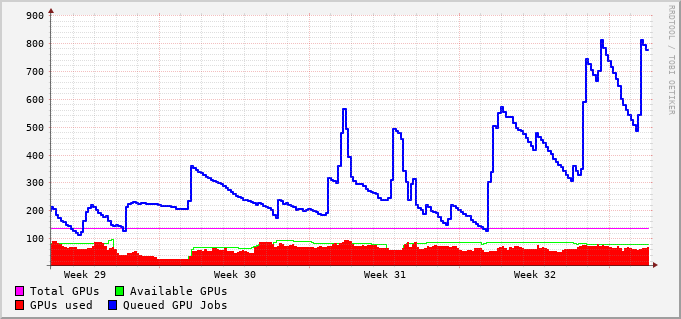 900
800
700
600
500
400
300
200
100
Week 29 Week 30 Week 31 Week 32
Total GPUs Available GPUs
GPUs used Queued GPU Jobs
RRDTOOL / TOBI OETIKER